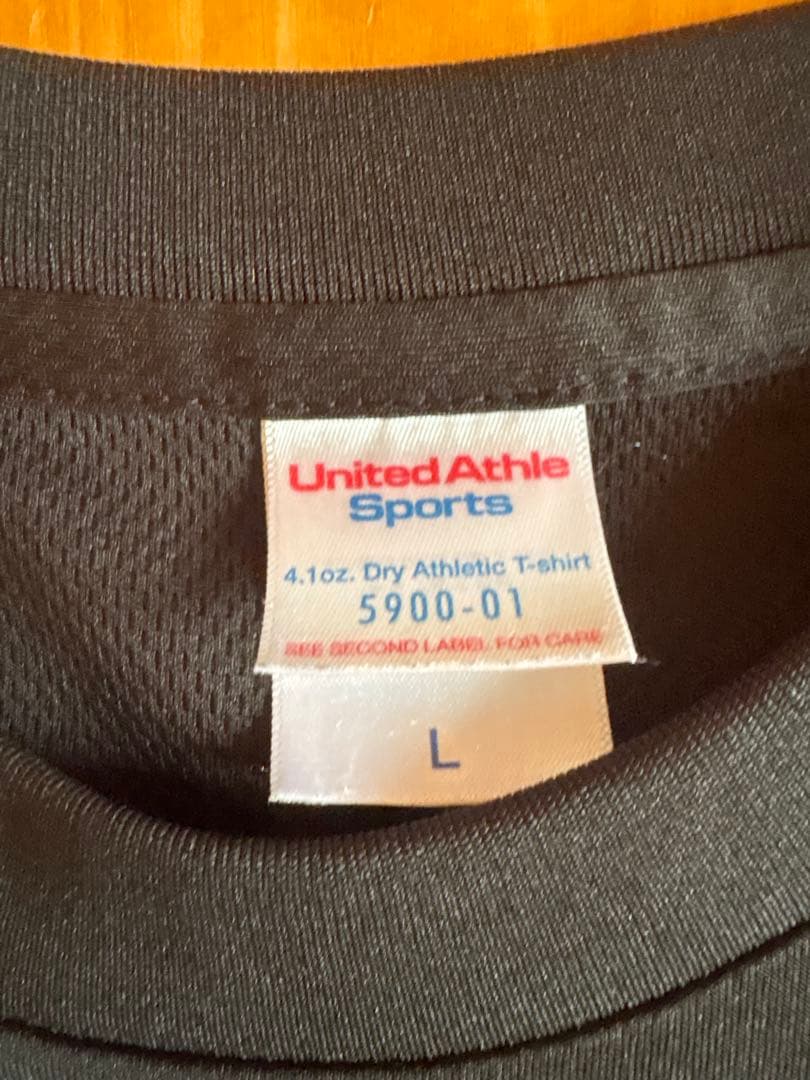 United Athle
Sports
4.1oz. Dry Athletic T-shirt
5900-01
SEE SECOND LABEL FOR CARE
L